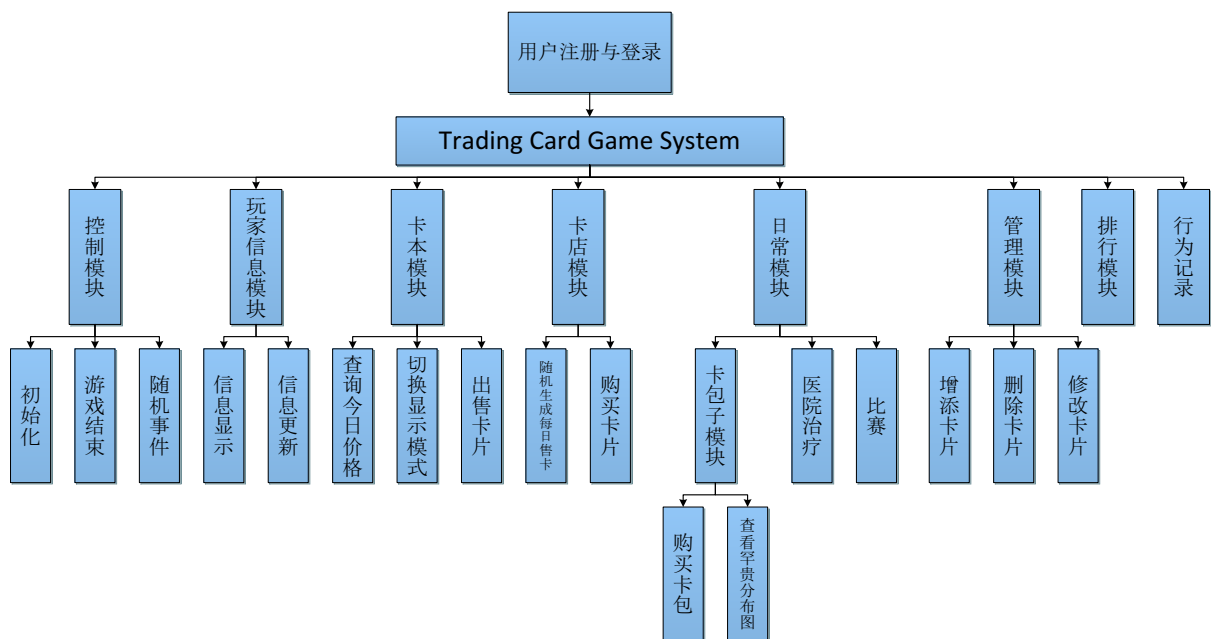 用户注册与登录
Trading Card Game System
控制模块
玩家信息模块
卡本模块
卡店模块
日常模块
管理模块
排行模块
行为记录
初始化
游戏结束
随机事件
信息显示
信息更新
查询今日价格
切换显示模式
出售卡片
随机生成每日售卡
购买卡片
卡包子模块
医院治疗
比赛
增添卡片
删除卡片
修改卡片
购买卡包
查看罕贵分布图